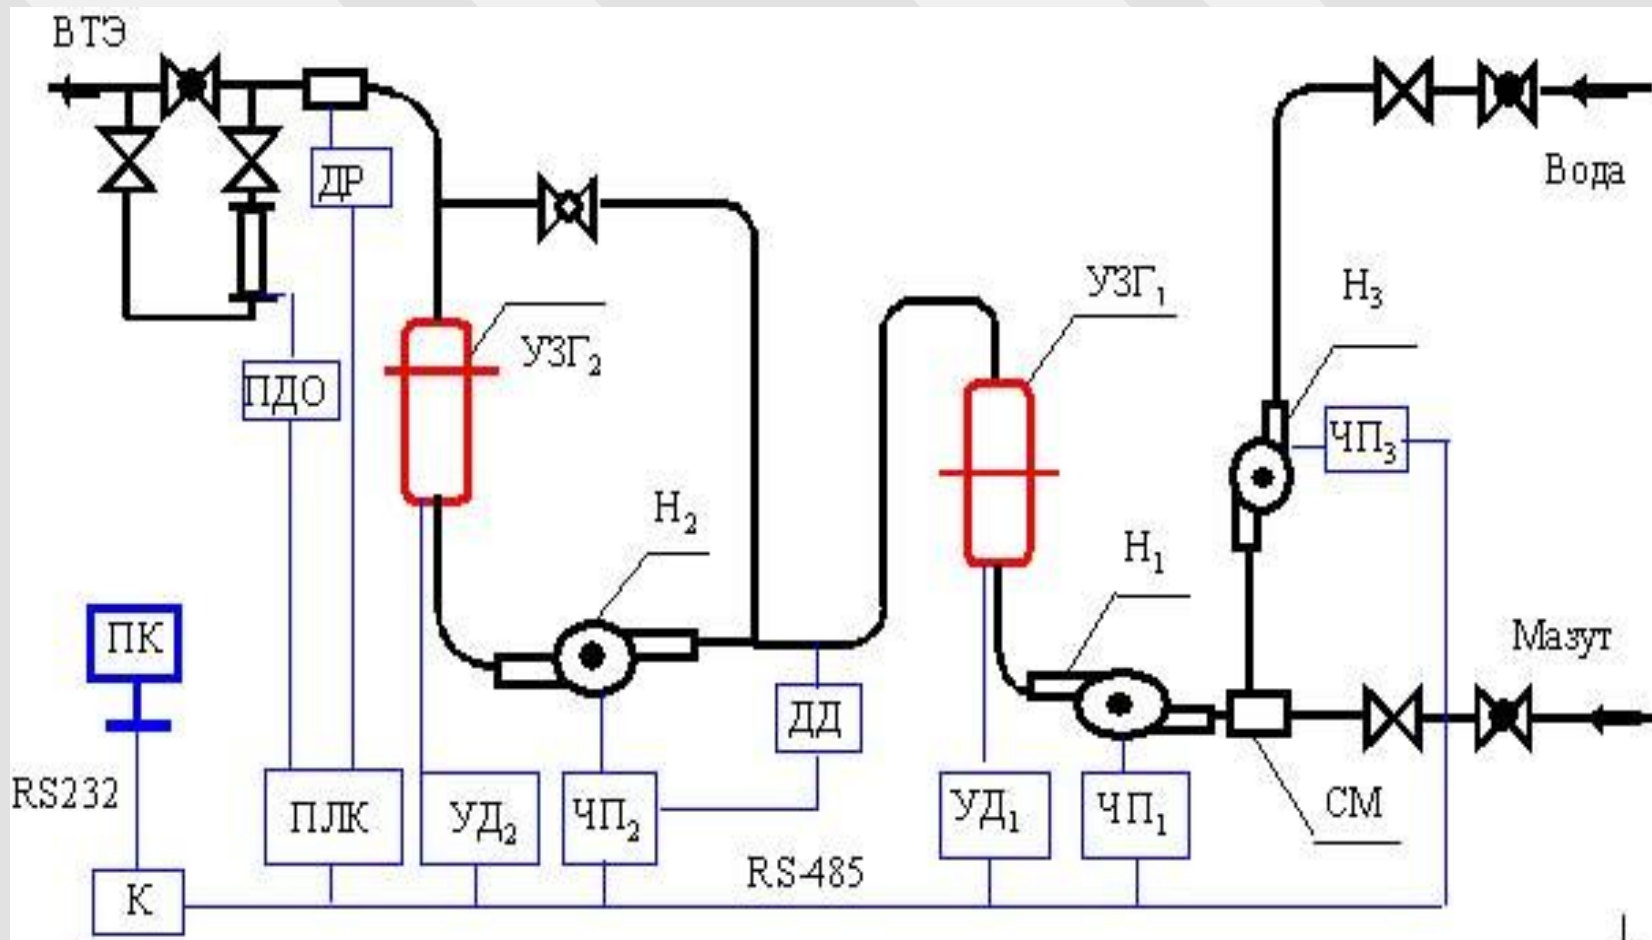 ВТЭ
Вода
ДР
УЗГ₁
Н₃
УЗГ₂
ПДО
ЧП₃
Н₂
Н₁
ПК
Мазут
ДД
RS232
ПЛК
УД₂
ЧП₂
УД₁
ЧП₁
СМ
RS-485
К